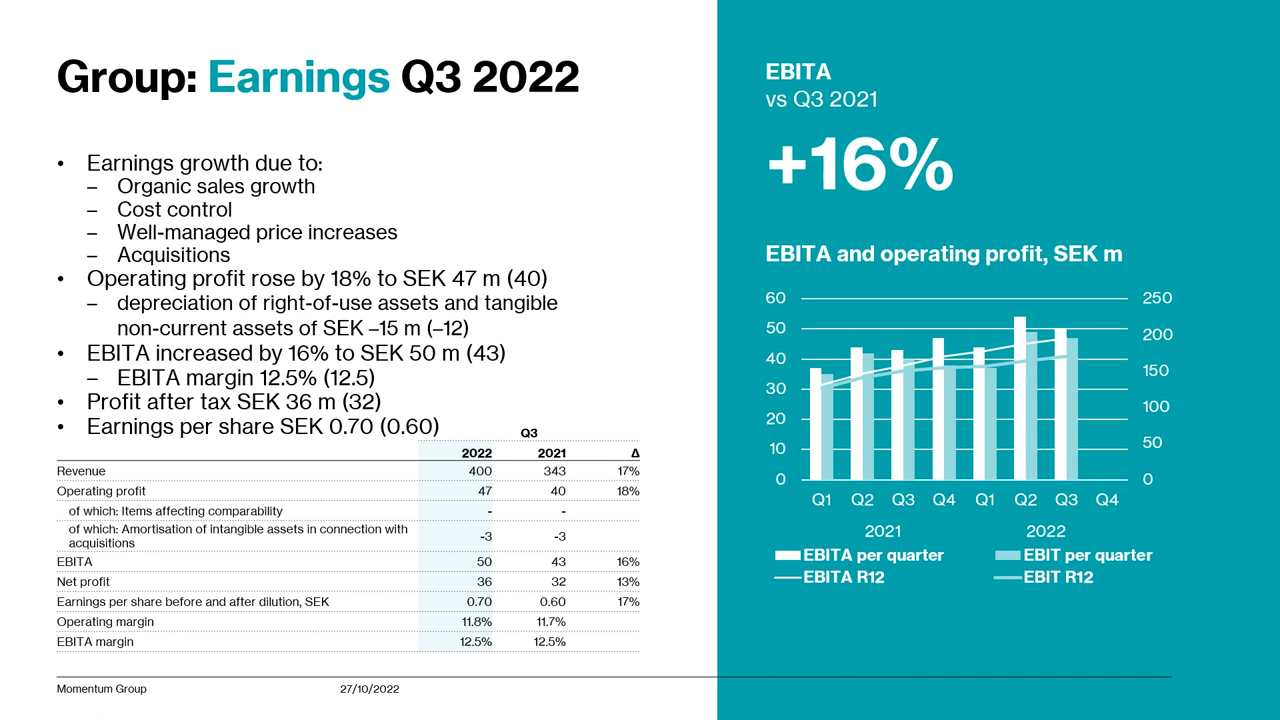 Group: Earnings Q3 2022
• Earnings growth due to:
– Organic sales growth
– Cost control
– Well-managed price increases
– Acquisitions
• Operating profit rose by 18% to SEK 47 m (40)
– depreciation of right-of-use assets and tangible
non-current assets of SEK –15 m (–12)
• EBITA increased by 16% to SEK 50 m (43)
– EBITA margin 12.5% (12.5)
• Profit after tax SEK 36 m (32)
• Earnings per share SEK 0.70 (0.60)
Q3
2022 2021 Δ
Revenue 400 343 17%
Operating profit 47 40 18%
of which: Items affecting comparability - -
of which: Amortisation of intangible assets in connection with
acquisitions -3 -3
EBITA 50 43 16%
Net profit 36 32 13%
Earnings per share before and after dilution, SEK 0.70 0.60 17%
Operating margin 11.8% 11.7%
EBITA margin 12.5% 12.5%
EBITA
vs Q3 2021
+16%
EBITA and operating profit, SEK m
60 250
50 200
40 150
30 100
20 50
10 0
0
Q1 Q2 Q3 Q4 Q1 Q2 Q3 Q4
2021 2022
EBITA per quarter EBIT per quarter
EBITA R12 EBIT R12
Momentum Group 27/10/2022